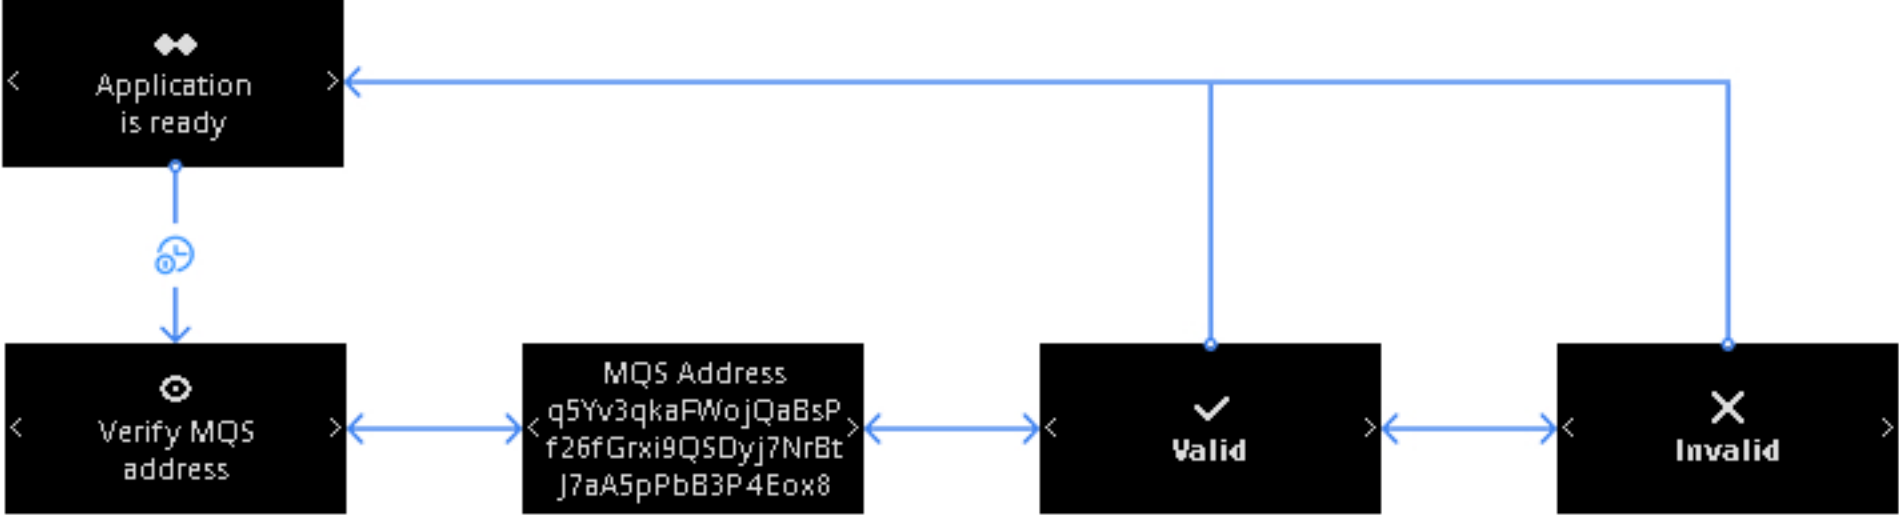 Application
is ready
Verify MQS
address
MQS Address
q5Yv3qkaFWojQaBsP
f26fGrxi9QSDyj7NrBt
J7aA5pPbB3P4Eox8
Valid
Invalid